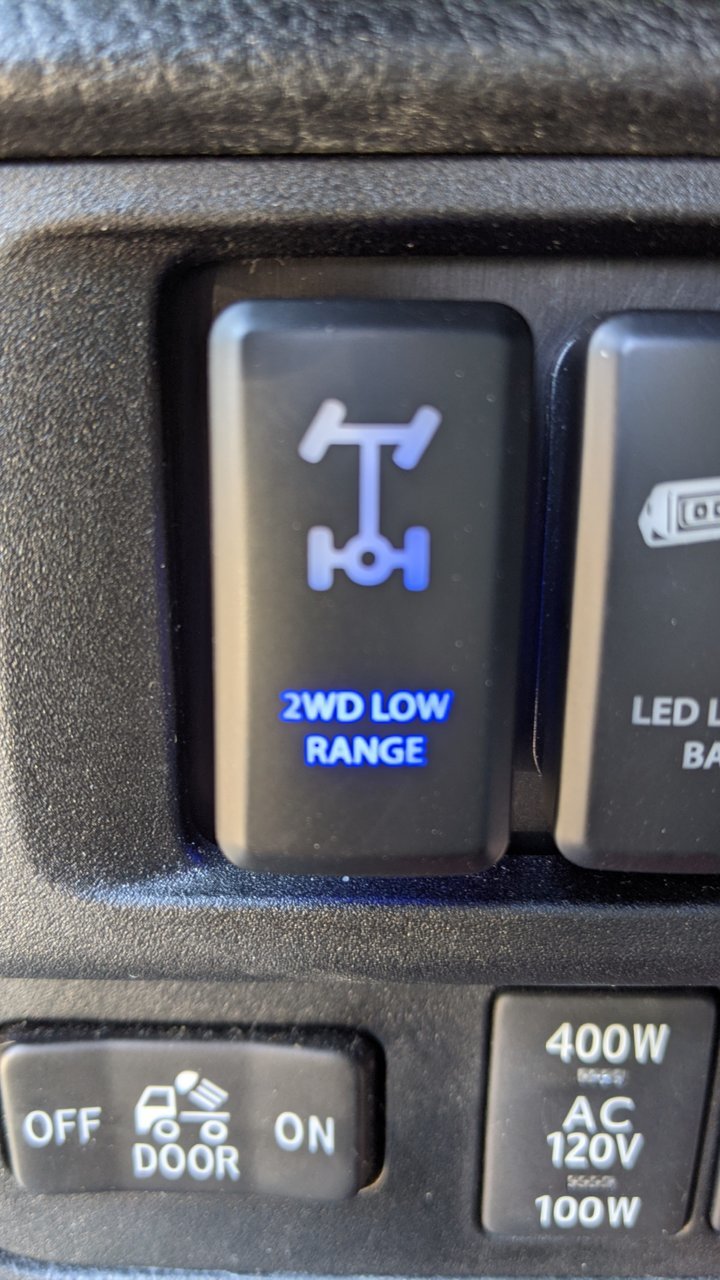 2WD LOW
RANGE
LED L
BA
OFF
DOOR
ON
400W
AC
120V
100W